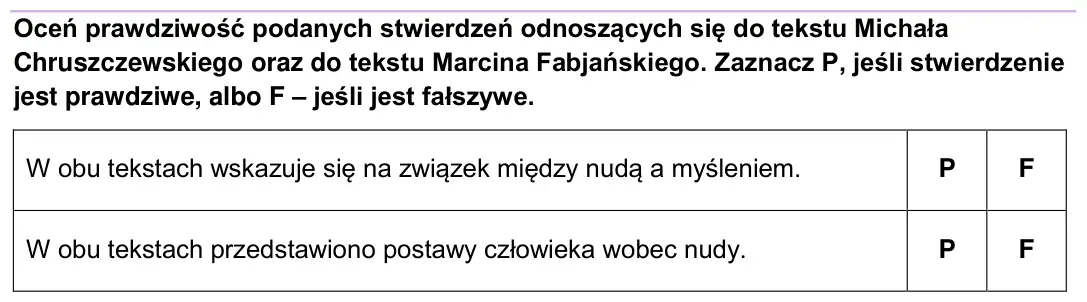 Oceń prawdziwość podanych stwierdzeń odnoszących się do tekstu Michała
Chruszczewskiego oraz do tekstu Marcina Fabjańskiego. Zaznacz P, jeśli stwierdzenie
jest prawdziwe, albo F – jeśli jest fałszywe.
W obu tekstach wskazuje się na związek między nudą a myśleniem. P F
W obu tekstach przedstawiono postawy człowieka wobec nudy. P F